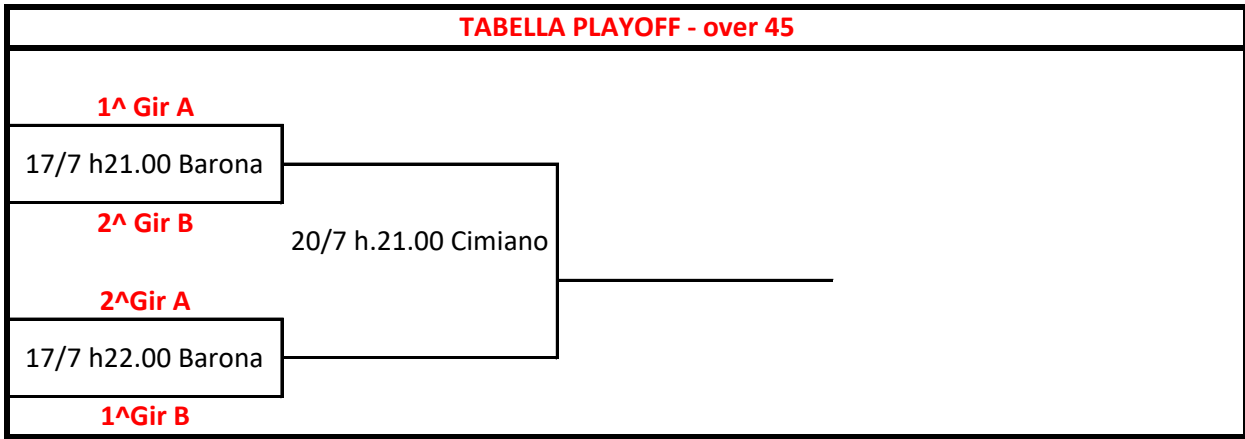 TABELLA PLAYOFF - over 45
1^ Gir A
17/7 h21.00 Barona
2^ Gir B
20/7 h.21.00 Cimiano
2^Gir A
17/7 h22.00 Barona
1^Gir B